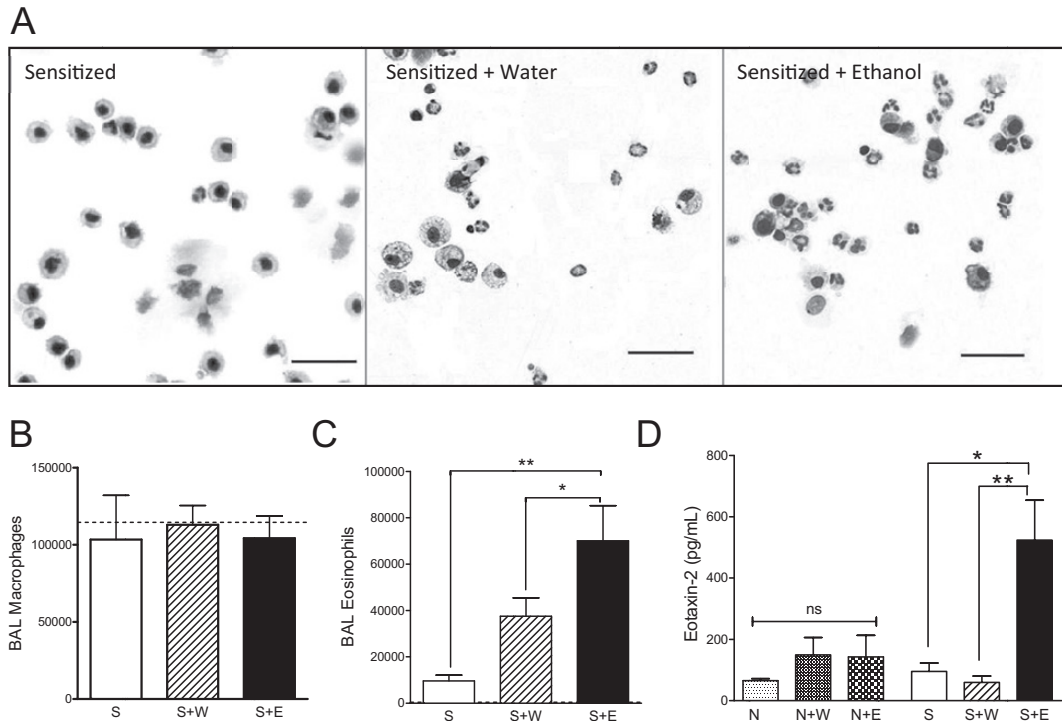 A
Sensitized
Sensitized + Water
Sensitized + Ethanol
B
BAL Macrophages
150000
100000
50000
0
S
S+W
S+E
C
BAL Eosinophils
100000
80000
60000
40000
20000
0
**
*
S
S+W
S+E
D
Eotaxin-2 (pg/mL)
800
600
400
200
0
*
**
ns
N
N+W
N+E
S
S+W
S+E